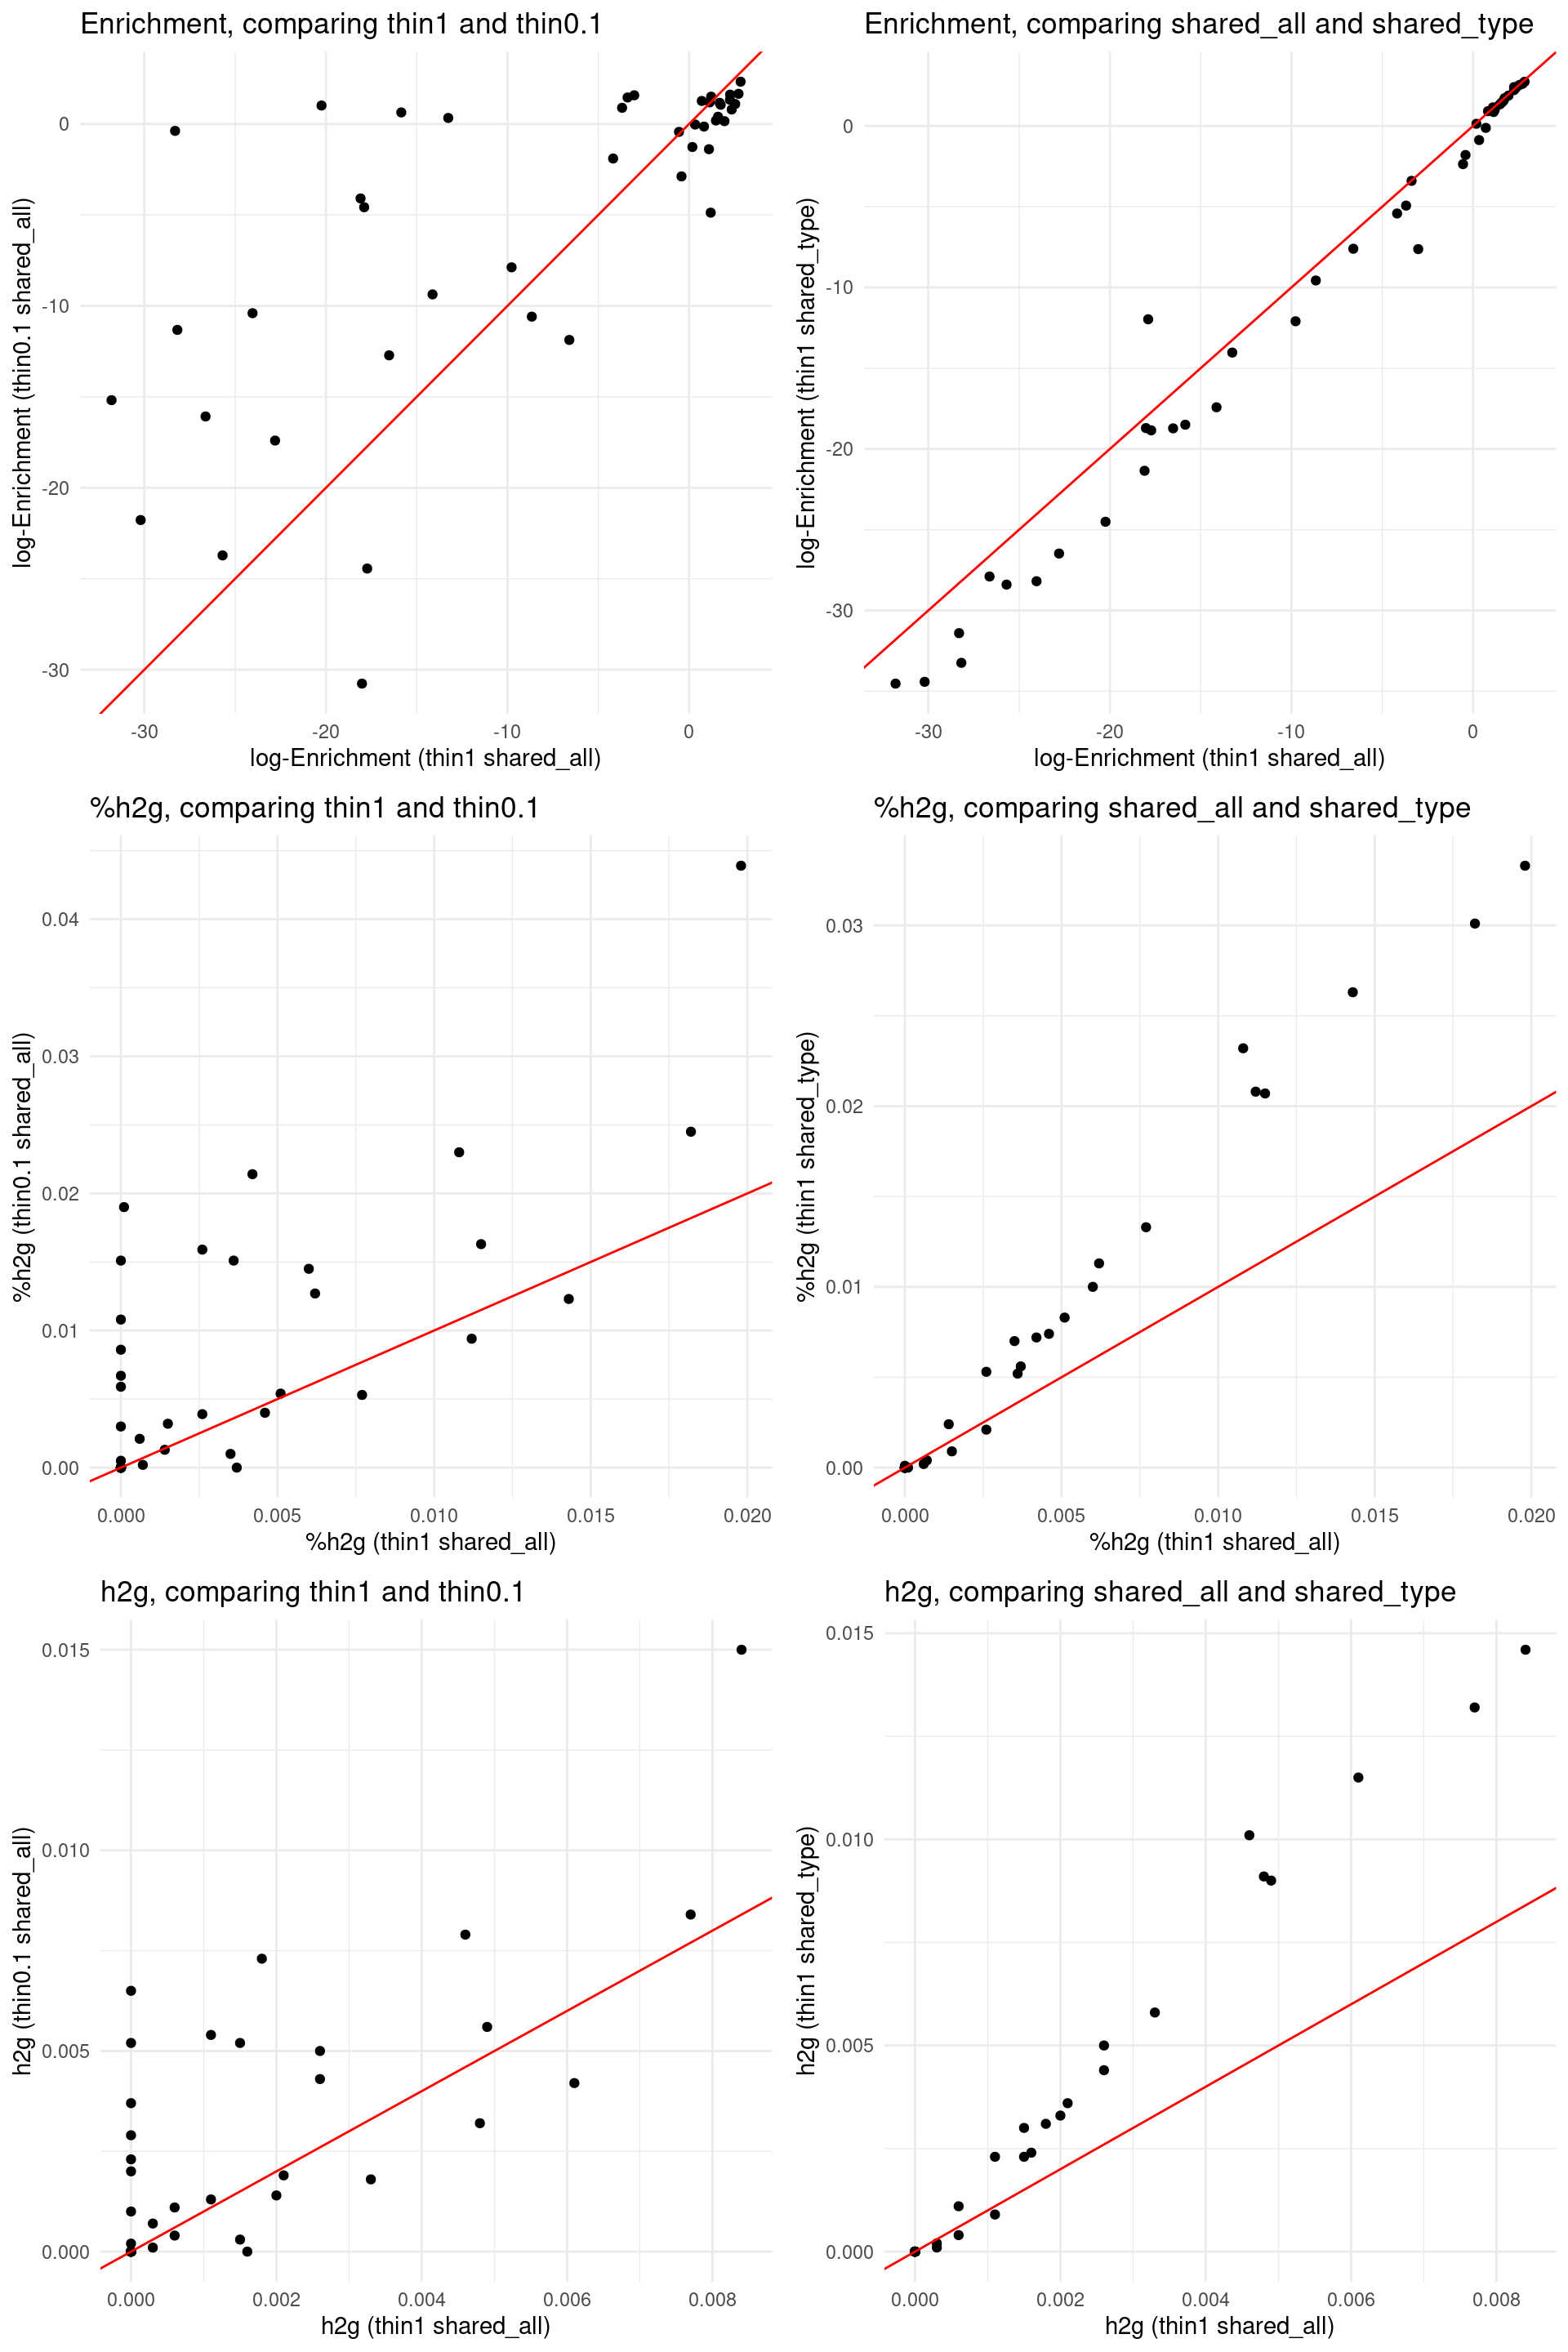 Enrichment, comparing thin1 and thin0.1
log-Enrichment (thin0.1 shared_all)
0
-10
-20
-30
-30
-20
-10
0
log-Enrichment (thin1 shared_all)
Enrichment, comparing shared_all and shared_type
log-Enrichment (thin1 shared_type)
0
-10
-20
-30
-30
-20
-10
0
log-Enrichment (thin1 shared_all)
%h2g, comparing thin1 and thin0.1
%h2g (thin0.1 shared_all)
0.04
0.03
0.02
0.01
0.00
0.000
0.005
0.010
0.015
0.020
%h2g (thin1 shared_all)
%h2g, comparing shared_all and shared_type
%h2g (thin1 shared_type)
0.03
0.02
0.01
0.00
0.000
0.005
0.010
0.015
0.020
%h2g (thin1 shared_all)
h2g, comparing thin1 and thin0.1
h2g (thin0.1 shared_all)
0.015
0.010
0.005
0.000
0.000
0.002
0.004
0.006
0.008
h2g (thin1 shared_all)
h2g, comparing shared_all and shared_type
h2g (thin1 shared_type)
0.015
0.010
0.005
0.000
0.000
0.002
0.004
0.006
0.008
h2g (thin1 shared_all)